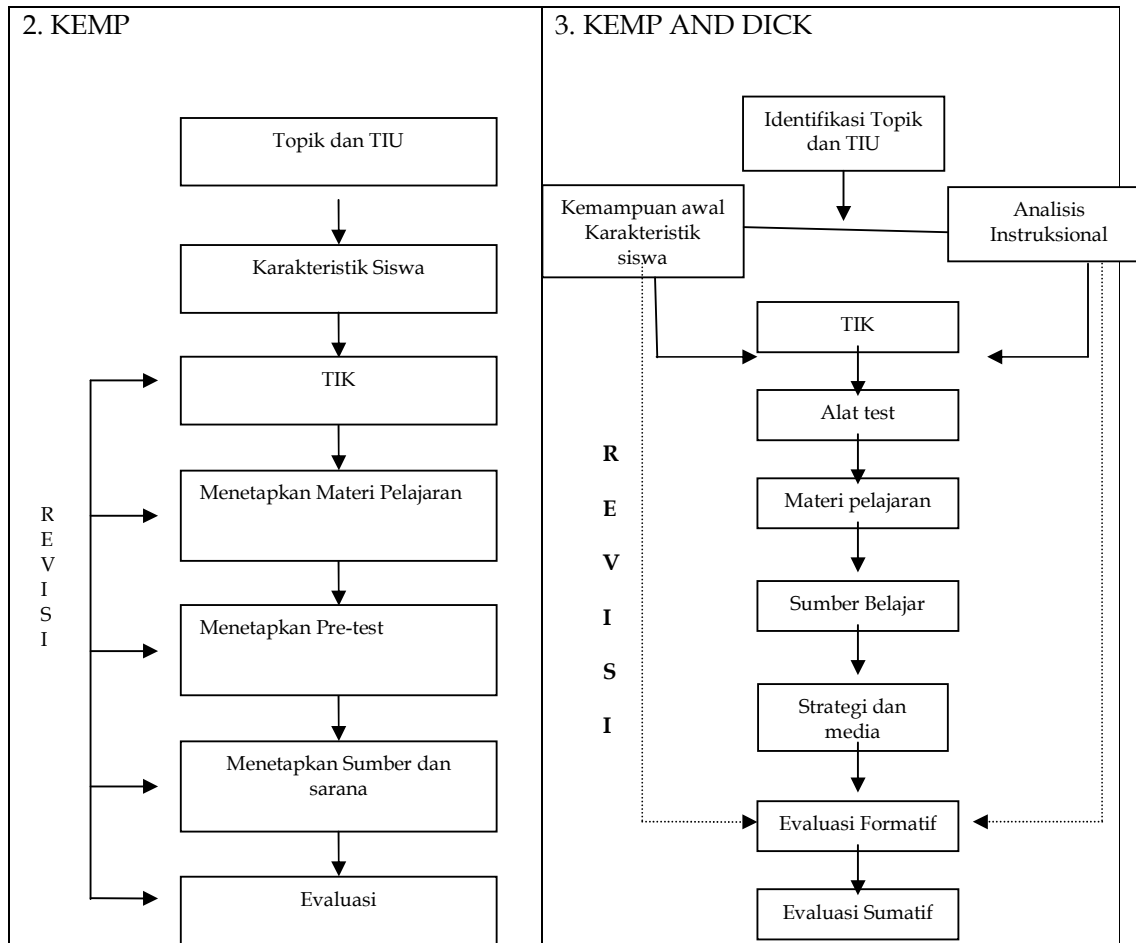 2. KEMP
Topik dan TIU
Karakteristik Siswa
TIK
Menetapkan Materi Pelajaran
Menetapkan Pre-test
Menetapkan Sumber dan
sarana
Evaluasi
R
E
V
I
S
I
3. KEMP AND DICK
Identifikasi Topik
dan TIU
Kemampuan awal
Karakteristik
siswa
Analisis
Instruksional
TIK
Alat test
Materi pelajaran
Sumber Belajar
Strategi dan
media
Evaluasi Formatif
Evaluasi Sumatif
R
E
V
I
S
I